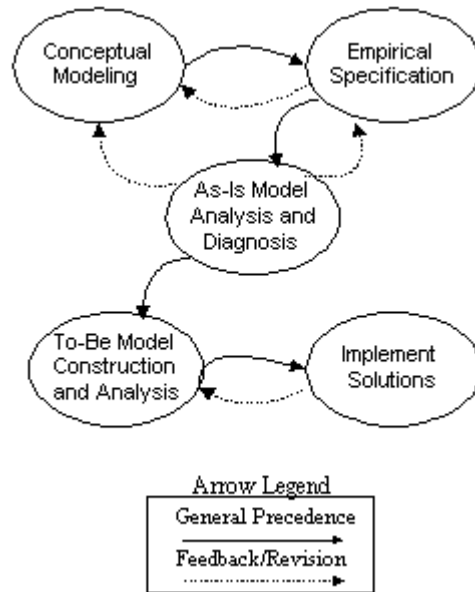 Conceptual
Modeling
Empirical
Specification
As-Is Model
Analysis and
Diagnosis
To-Be Model
Construction
and Analysis
Implement
Solutions
Arrow Legend
General Precedence
Feedback/Revision